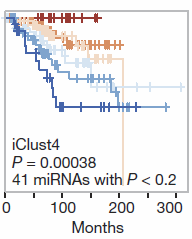 iClust4
P = 0.00038
41 miRNAs with P < 0.2
0 100 200 300
Months